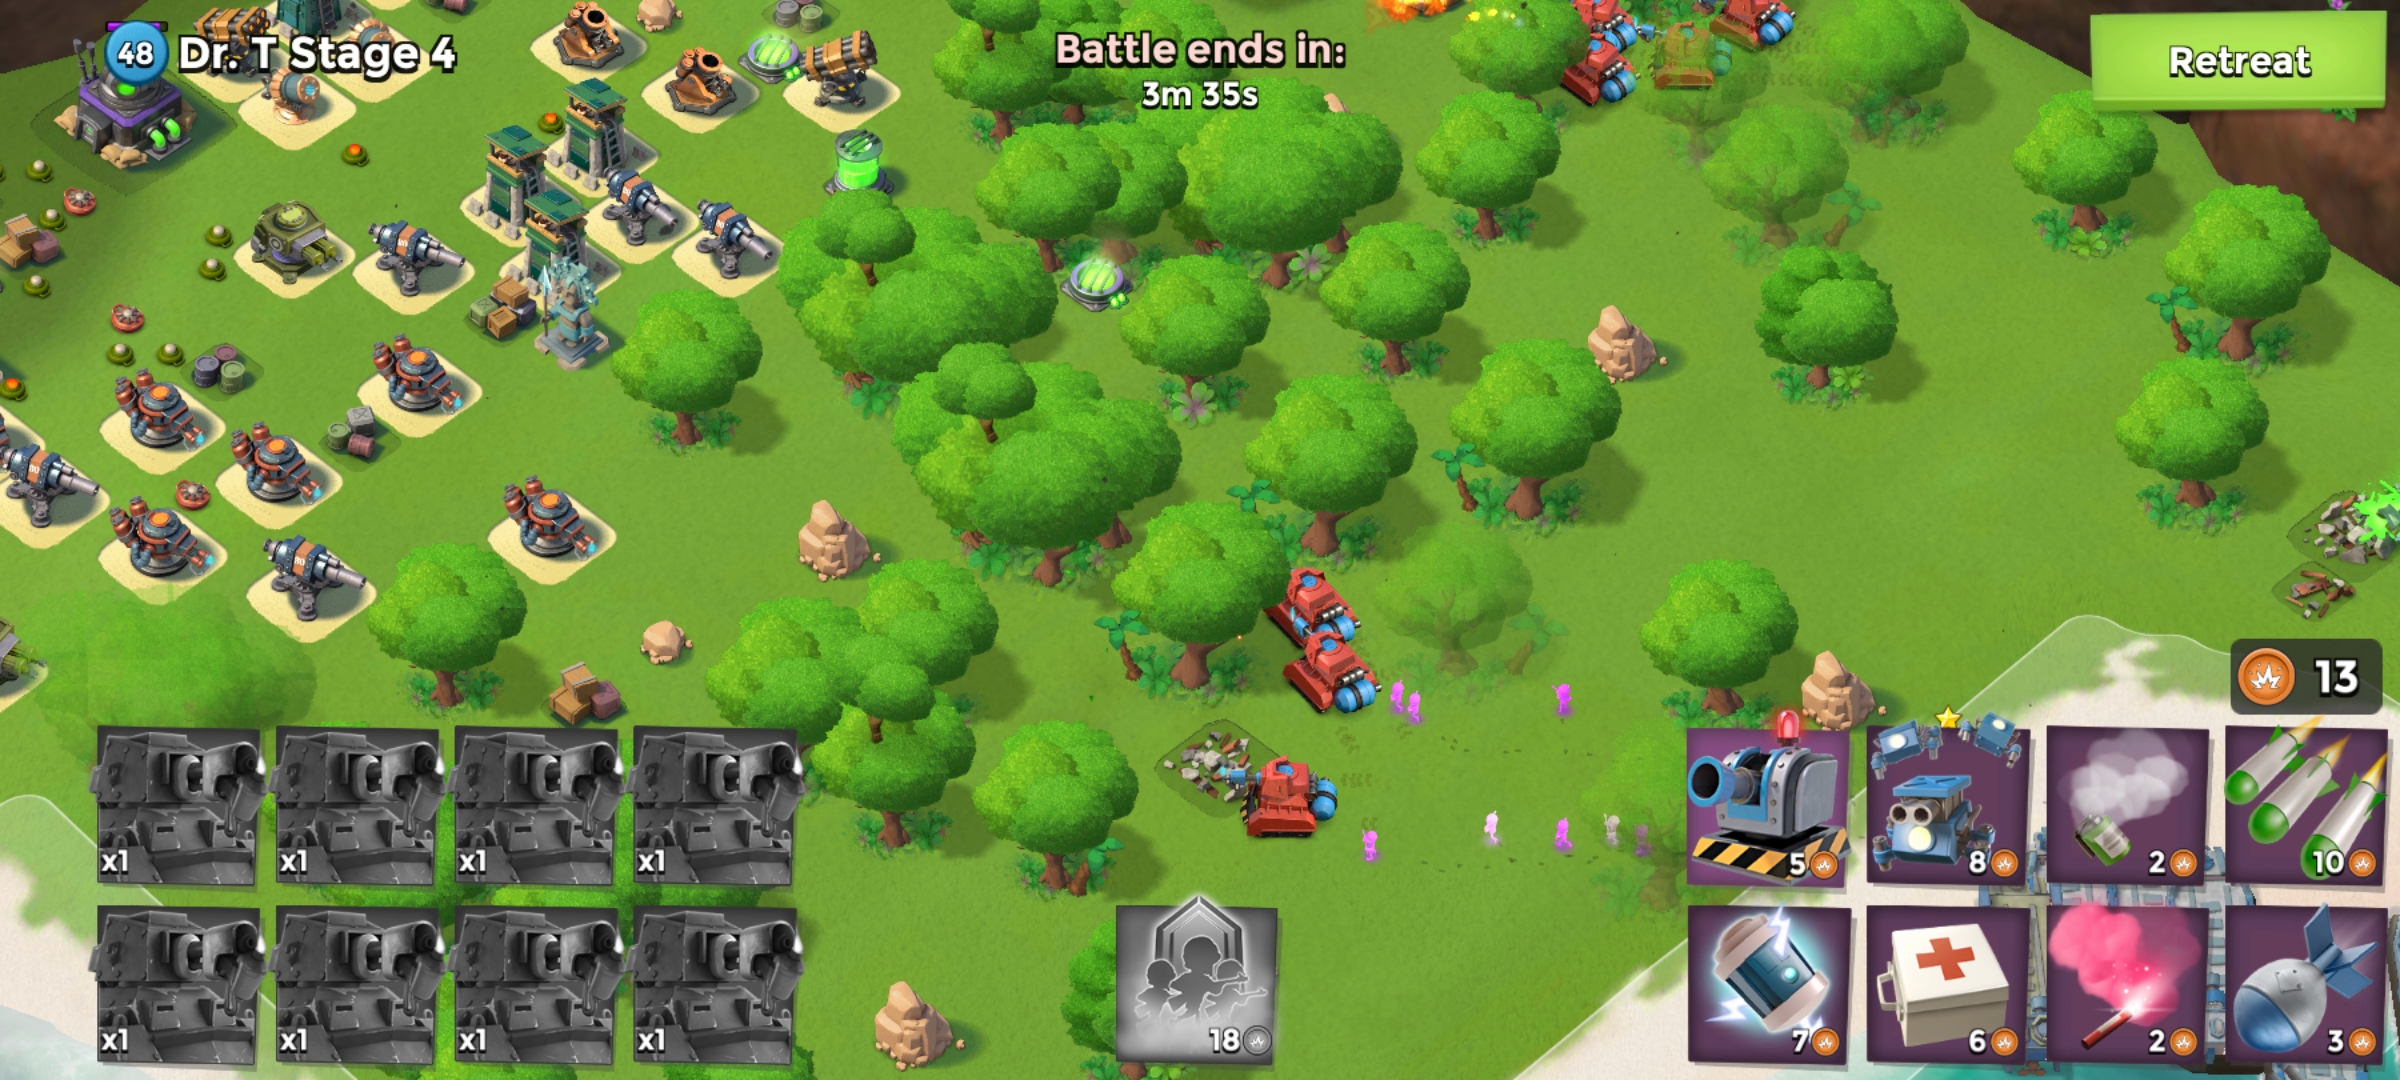 48 Dr. T Stage 4
Battle ends in:
3m 35s
Retreat
13
x1 x1 x1 x1
5 8 2 10
x1 x1 x1 x1
18
7 6 2 3